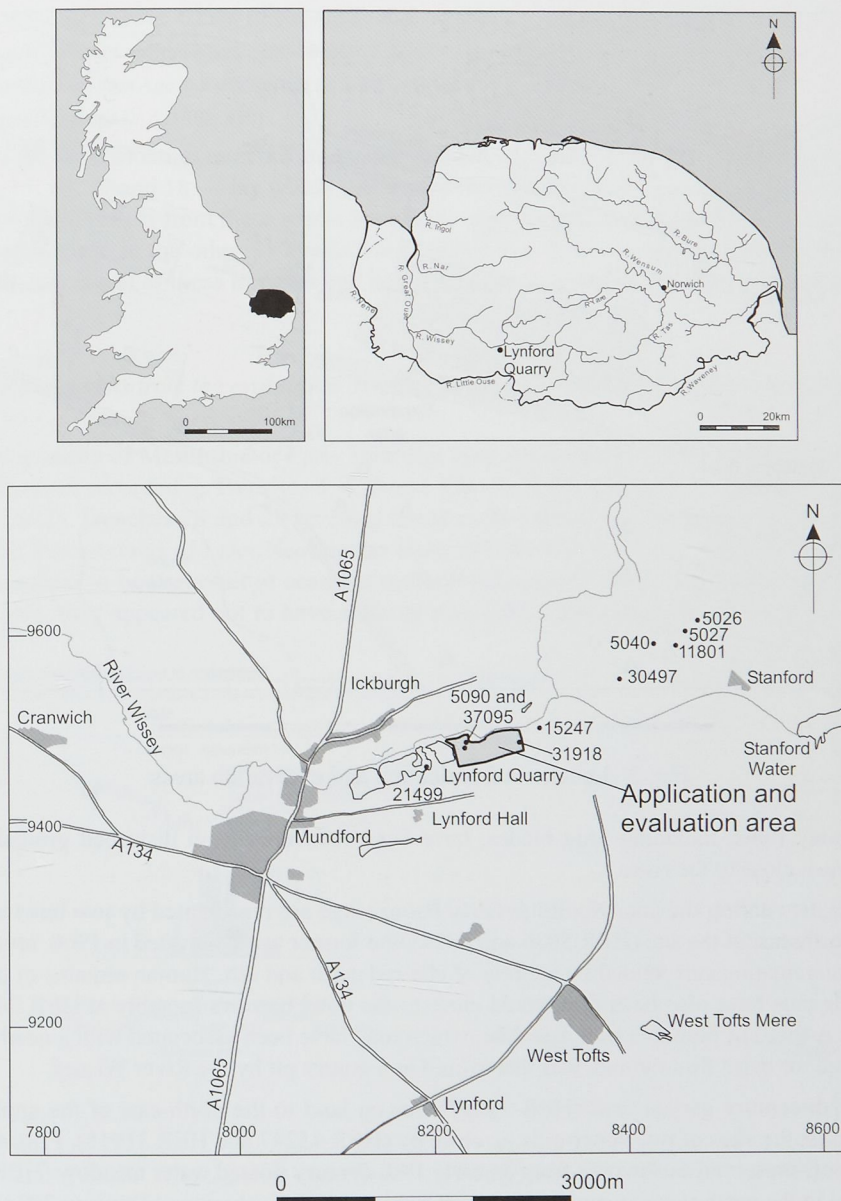 0 100km
N
R. Ingol
R. Nar
R. Great Ouse
R. Nene
R. Wissey
R. Little Ouse
R. Wensum
R. Bure
Norwich
R. Tas
R. Waveney
Lynford
Quarry
0 20km
N
A1065
9600
River Wissey
Cranwich
Ickburgh
5090 and
37095
5026
5027
5040
11801
30497
Stanford
15247
31918
Stanford
Water
Lynford Quarry
21499
Application and
evaluation area
9400
A134
Mundford
Lynford Hall
A134
9200
A1065
West Tofts
West Tofts Mere
Lynford
7800 8000 8200 8400 8600
0 3000m